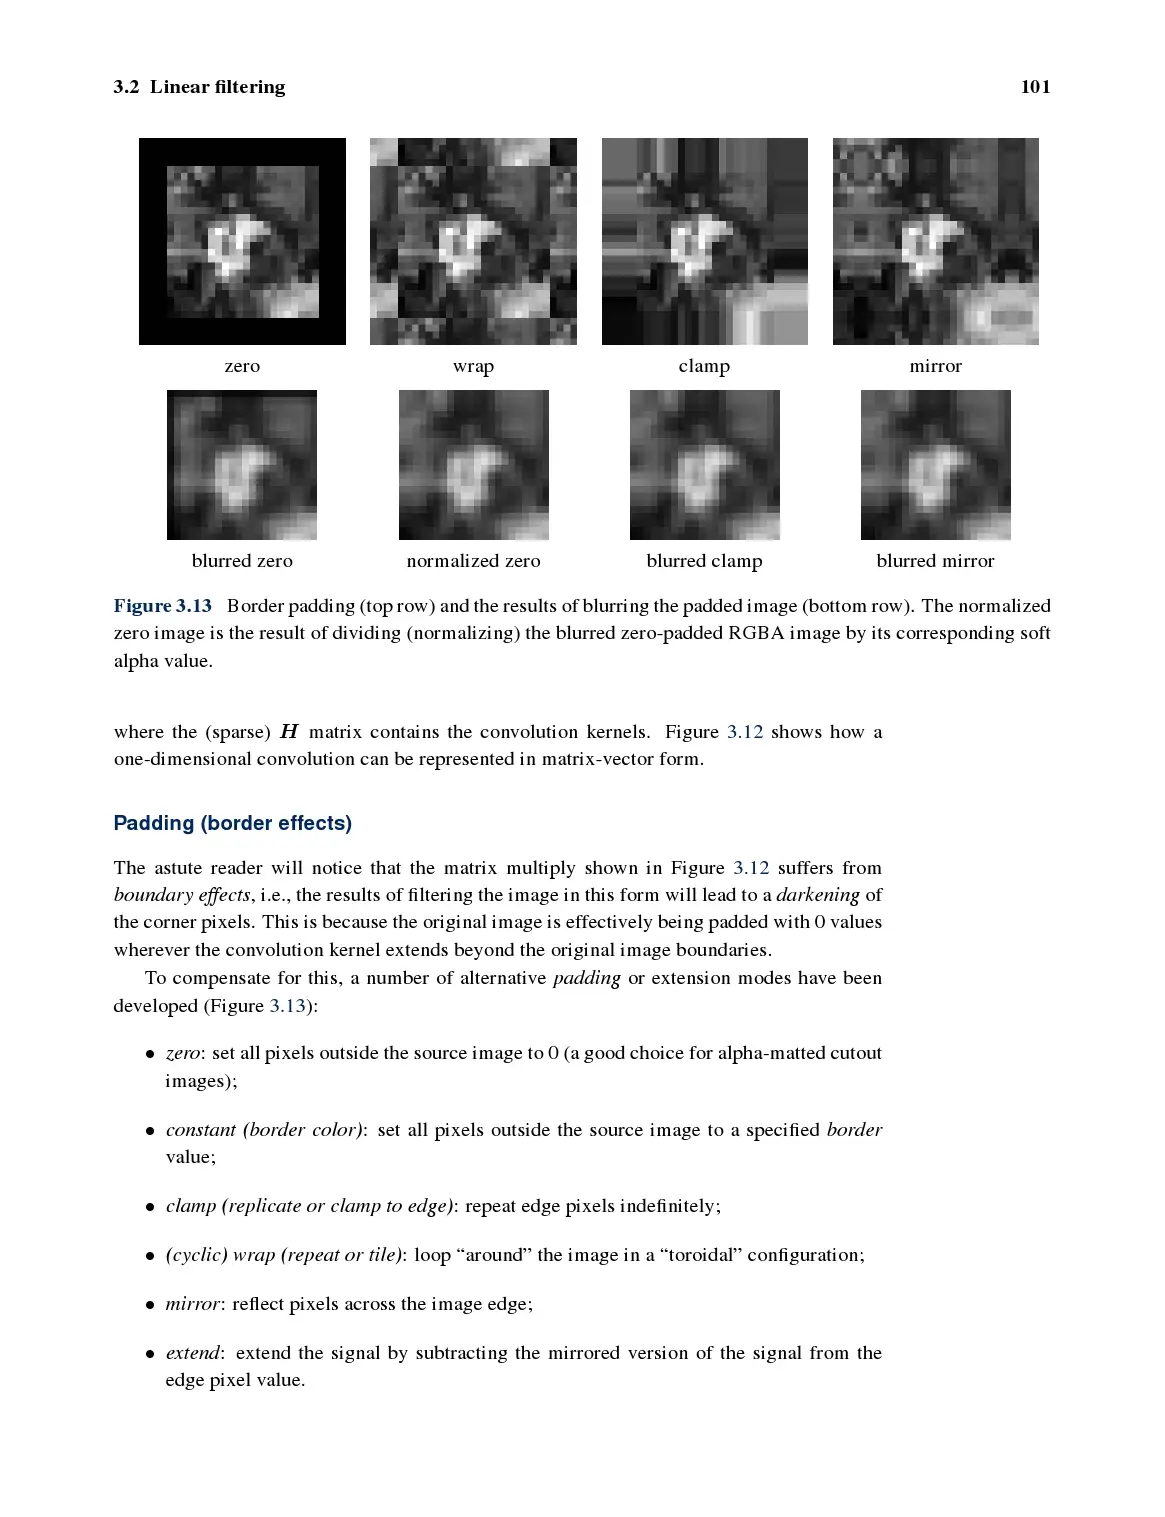 3.2 Linear filtering 101
zero wrap clamp mirror
blurred zero normalized zero blurred clamp blurred mirror
Figure 3.13 Border padding (top row) and the results of blurring the padded image (bottom row). The normalized
zero image is the result of dividing (normalizing) the blurred zero-padded RGBA image by its corresponding soft
alpha value.
where the (sparse) H matrix contains the convolution kernels. Figure 3.12 shows how a
one-dimensional convolution can be represented in matrix-vector form.
Padding (border effects)
The astute reader will notice that the matrix multiply shown in Figure 3.12 suffers from
boundary effects, i.e., the results of filtering the image in this form will lead to a darkening of
the corner pixels. This is because the original image is effectively being padded with 0 values
wherever the convolution kernel extends beyond the original image boundaries.
To compensate for this, a number of alternative padding or extension modes have been
developed (Figure 3.13):
• zero: set all pixels outside the source image to 0 (a good choice for alpha-matted cutout
images);
• constant (border color): set all pixels outside the source image to a specified border
value;
• clamp (replicate or clamp to edge): repeat edge pixels indefinitely;
• (cyclic) wrap (repeat or tile): loop “around” the image in a “toroidal” configuration;
• mirror: reflect pixels across the image edge;
• extend: extend the signal by subtracting the mirrored version of the signal from the
edge pixel value.